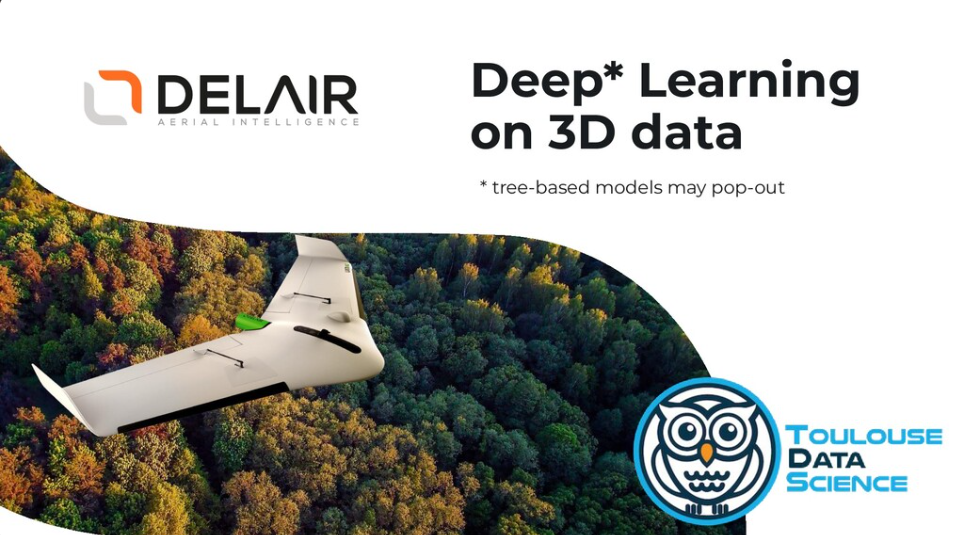 DELAIR
AERIAL INTELLIGENCE
Deep* Learning
on 3D data
* tree-based models may pop-out
TOULOUSE
DATA
SCIENCE